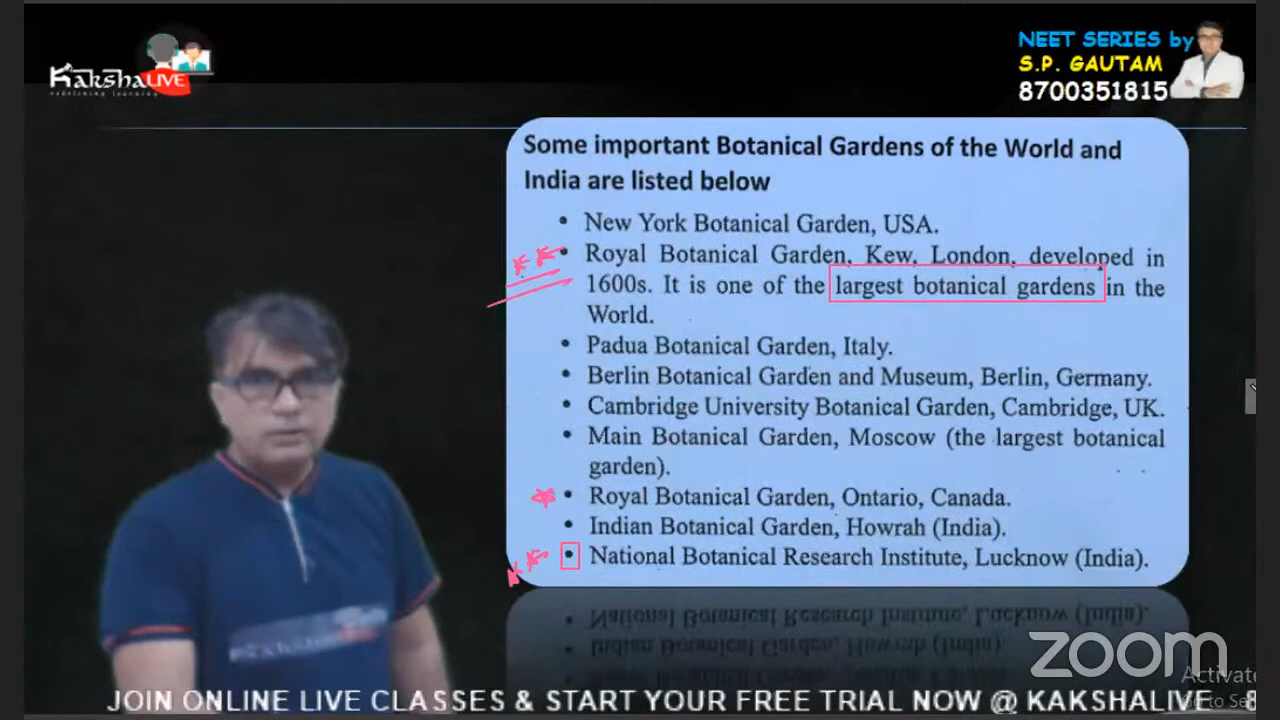 KakshaLIVE
redefining learning
NEET SERIES by
S.P. GAUTAM
8700351815
Some important Botanical Gardens of the World and
India are listed below
• New York Botanical Garden, USA.
• Royal Botanical Garden, Kew, London, developed in
1600s. It is one of the largest botanical gardens in the
World.
• Padua Botanical Garden, Italy.
• Berlin Botanical Garden and Museum, Berlin, Germany.
• Cambridge University Botanical Garden, Cambridge, UK.
• Main Botanical Garden, Moscow (the largest botanical
garden).
• Royal Botanical Garden, Ontario, Canada.
• Indian Botanical Garden, Howrah (India).
• National Botanical Research Institute, Lucknow (India).
zoom
Activate
JOIN ONLINE LIVE CLASSES & START YOUR FREE TRIAL NOW @ KAKSHALIVE